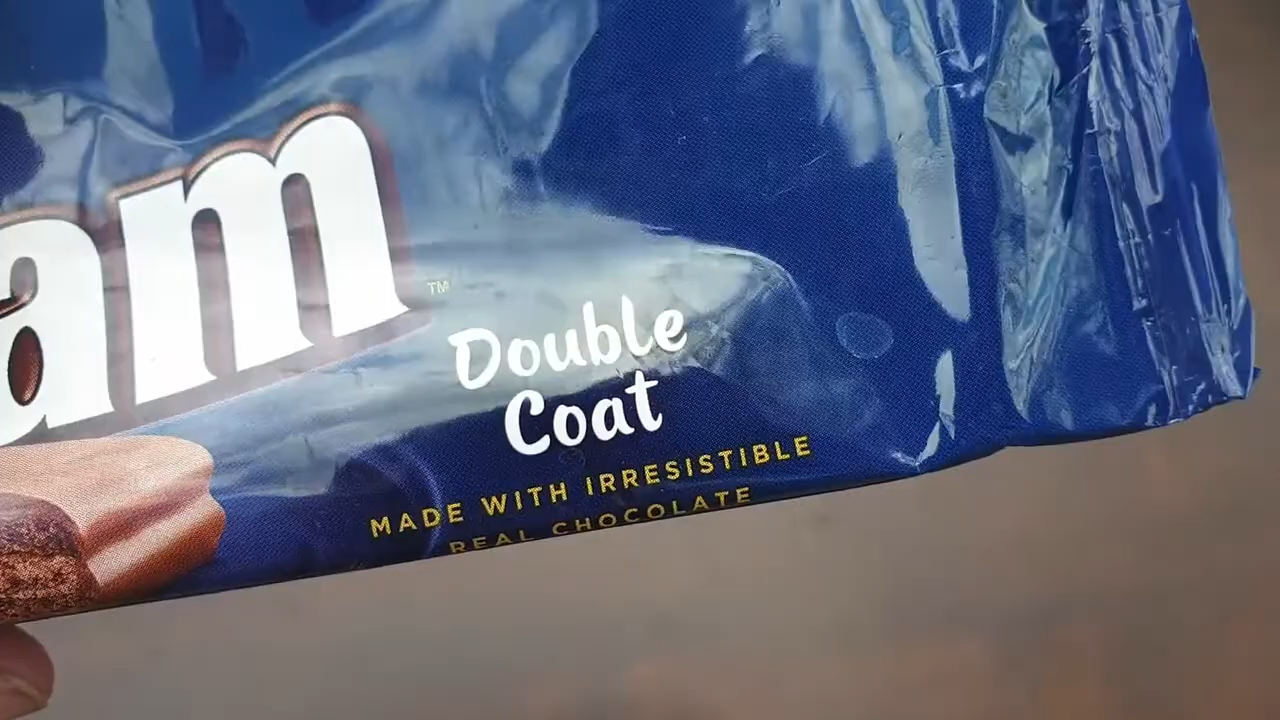 am
TM
Double
Coat
MADE WITH IRRESISTIBLE
REAL CHOCOLATE